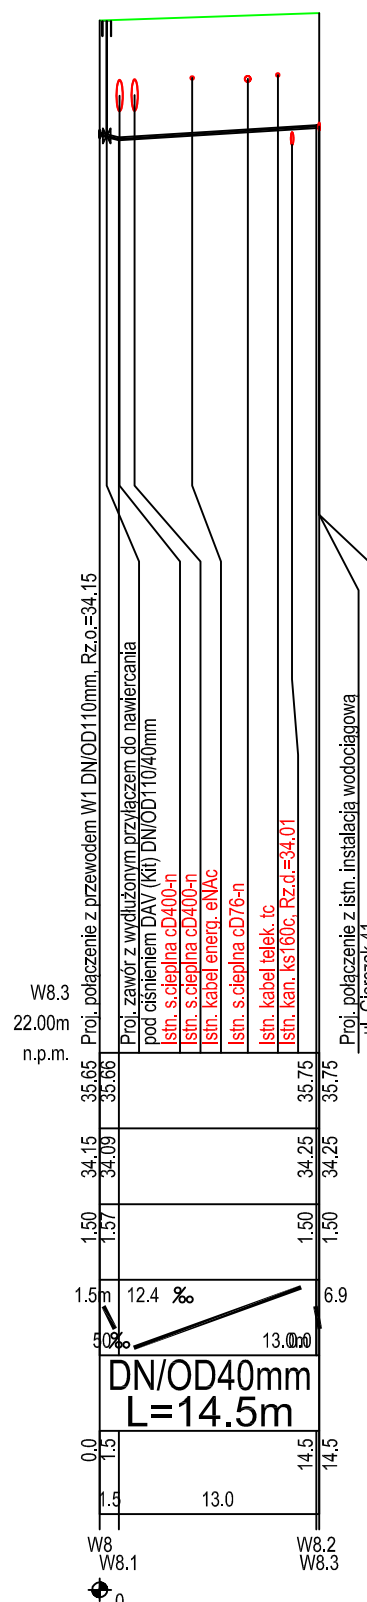 Proj. połączenie z przewodem W1 DN/OD110mm, Rz.o.=34.15
Proj. zawór z wydłużonym przyłączem do nawiercania
pod ciśnieniem DAV (Kit) DN/OD110/40mm
Istn. s.cieplna cD400-n
Istn. s.cieplna cD400-n
Istn. kabel energ. eNAc
Istn. s.cieplna cD76-n
Istn. kabel telek. tc
Istn. kan. ks160c, Rz.d.=34.01
Proj. połączenie z istn. instalacją wodociągową
W8.3
22.00m
n.p.m.
35.65 35.66 35.75 35.75
34.15 34.09 34.25 34.25
1.50 1.57 1.50 1.50
1.5m 12.4 ‰ 6.9
50‰ 13.0m 0.0
DN/OD40mm
L=14.5m
0.0 1.5 14.5 14.5
1.5 13.0
W8 W8.2
W8.1 W8.3
0